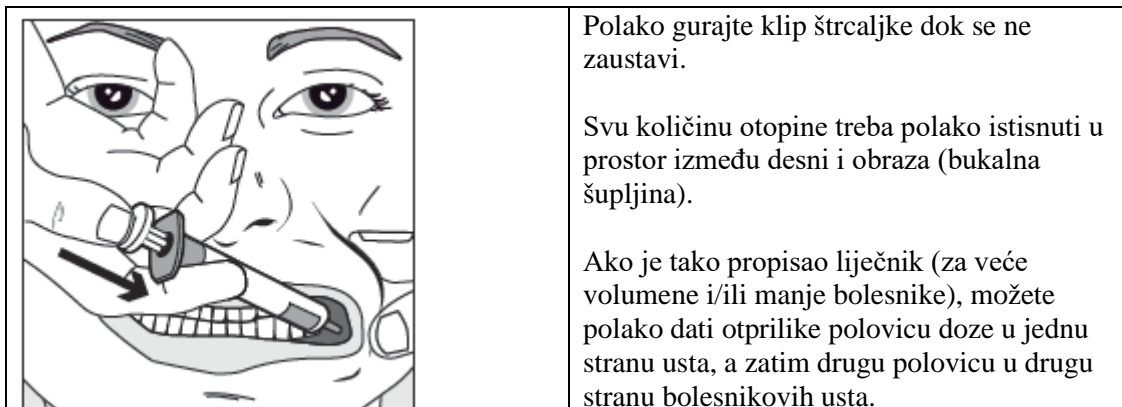 Polako gurajte klip štrcaljke dok se ne
zaustavi.
Svu količinu otopine treba polako istisnuti u
prostor između desni i obraza (bukalna
šupljina).
Ako je tako propisao liječnik (za veće
volumene i/ili manje bolesnike), možete
polako dati otprilike polovicu doze u jednu
stranu usta, a zatim drugu polovicu u drugu
stranu bolesnikovih usta.